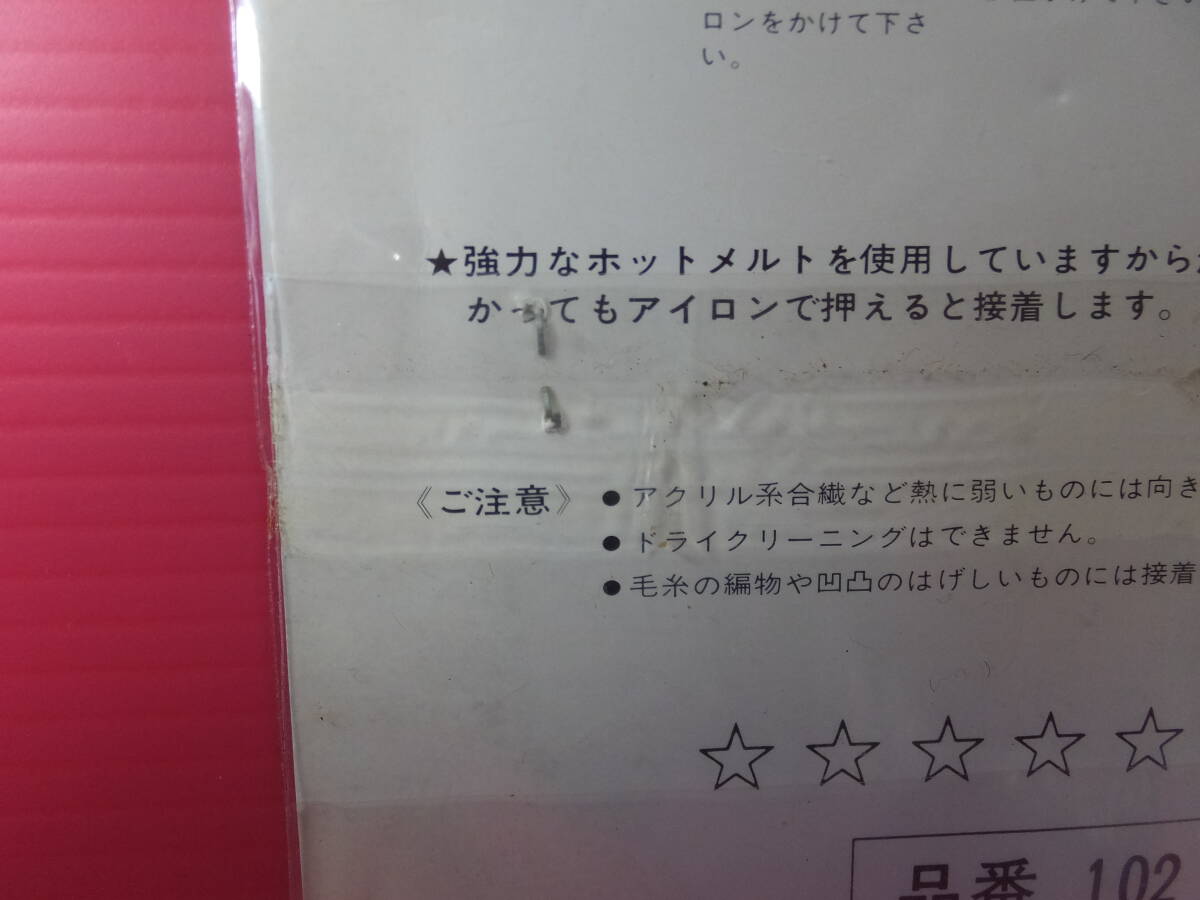 ロンをかけて下さ
い。
★強力なホットメルトを使用していますから
かってもアイロンで押えると接着します。
《ご注意》
●アクリル系合繊など熱に弱いものには向き
●ドライクリーニングはできません。
●毛糸の編物や凹凸のはげしいものには接着
☆☆☆☆☆
品番 102